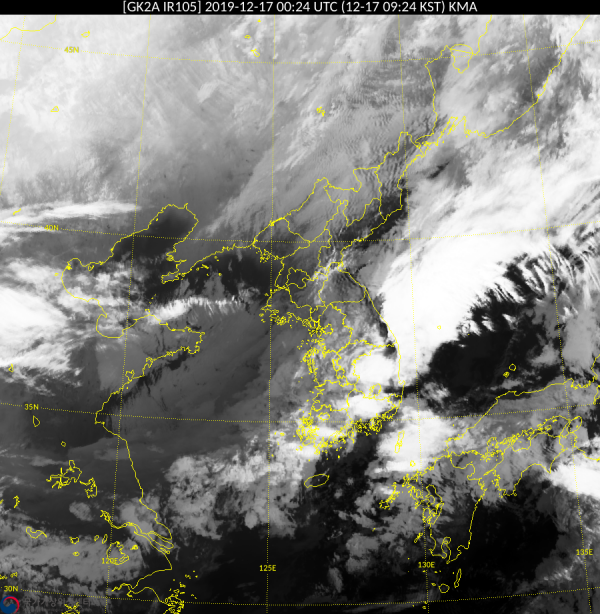 [GK2A IR105] 2019-12-17 00:24 UTC (12-17 09:24 KST) KMA
45N
40N
35N
135E
120E
125E
130E
30N